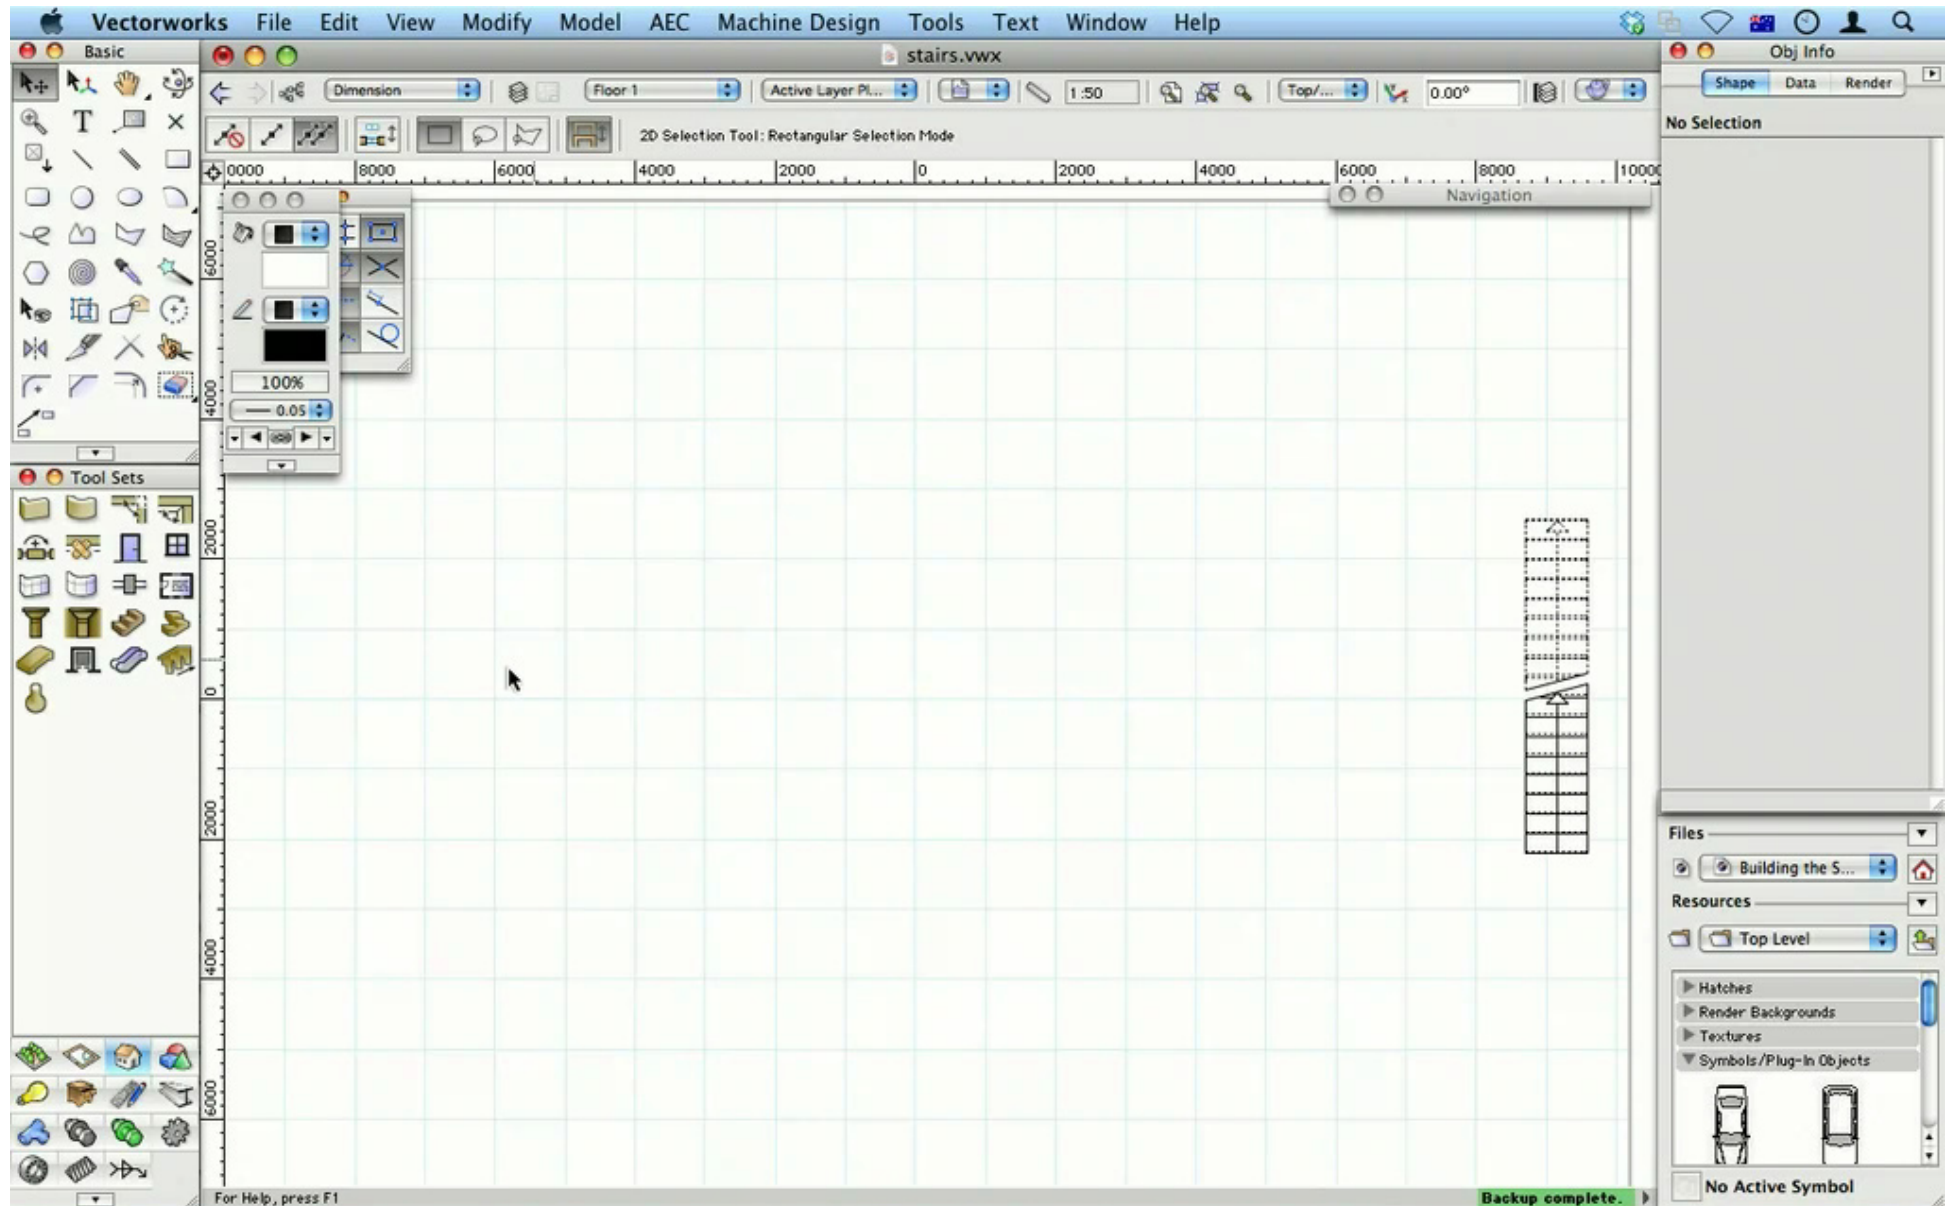 Vectorworks File Edit View Modify Model AEC Machine Design Tools Text Window Help
Basic
stairs.vwx
Obj Info
Dimension Floor 1 Active Layer Pl... 1:50 Top/... 0.00°
Shape Data Render
2D Selection Tool: Rectangular Selection Mode
No Selection
0000 8000 6000 4000 2000 0 2000 4000 6000 8000 10000
Navigation
6000
4000
100%
0.05
Tool Sets
2000
0
2000
4000
6000
Files
Building the S...
Resources
Top Level
Hatches
Render Backgrounds
Textures
Symbols/Plug-In Objects
No Active Symbol
For Help, press F1
Backup complete.